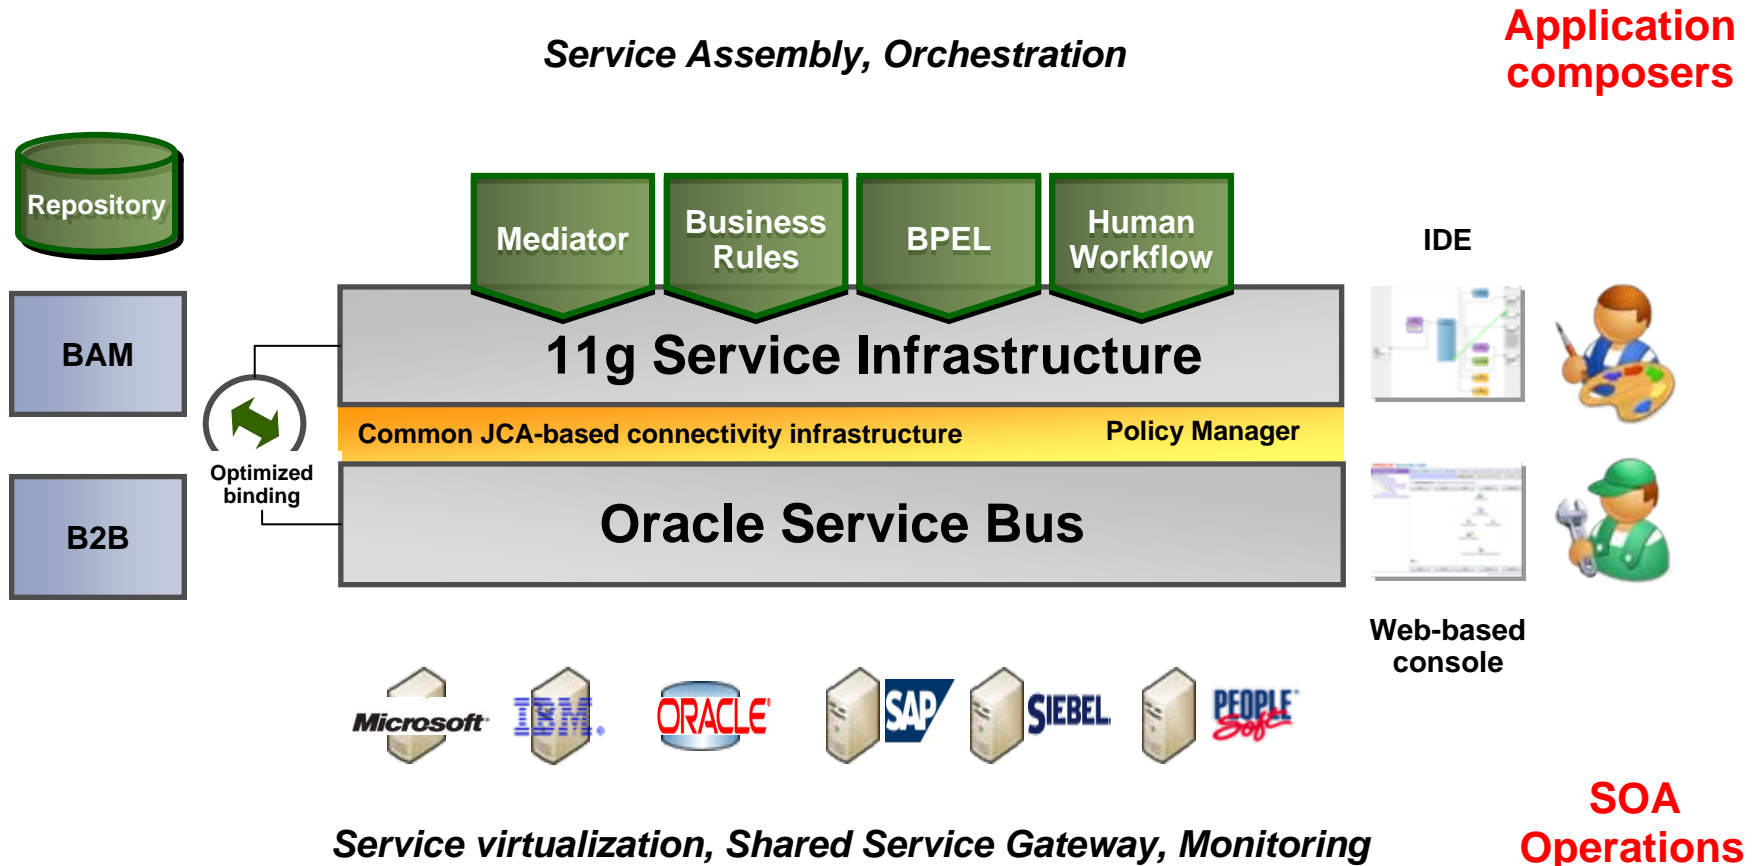 Service Assembly, Orchestration
Application
composers
Repository
Mediator
Business
Rules
BPEL
Human
Workflow
IDE
BAM
11g Service Infrastructure
Common JCA-based connectivity infrastructure
Policy Manager
Optimized
binding
B2B
Oracle Service Bus
Web-based
console
Microsoft
IBM
ORACLE
SAP
SIEBEL
PEOPLE
Soft
Service virtualization, Shared Service Gateway, Monitoring
SOA
Operations